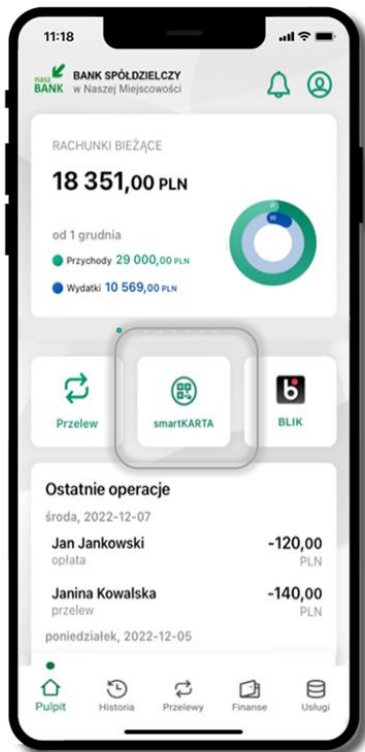 11:18
nasz BANK BANK SPÓŁDZIELCZY
w Naszej Miejscowości
RACHUNKI BIEŻĄCE
18 351,00 PLN
od 1 grudnia
Przychody 29 000,00 PLN
Wydatki 10 569,00 PLN
P
W
Przelew
smartKARTA
BLIK
Ostatnie operacje
środa, 2022-12-07
Jan Jankowski -120,00
opłata PLN
Janina Kowalska -140,00
przelew PLN
poniedziałek, 2022-12-05
Pulpit Historia Przelewy Finanse Usługi